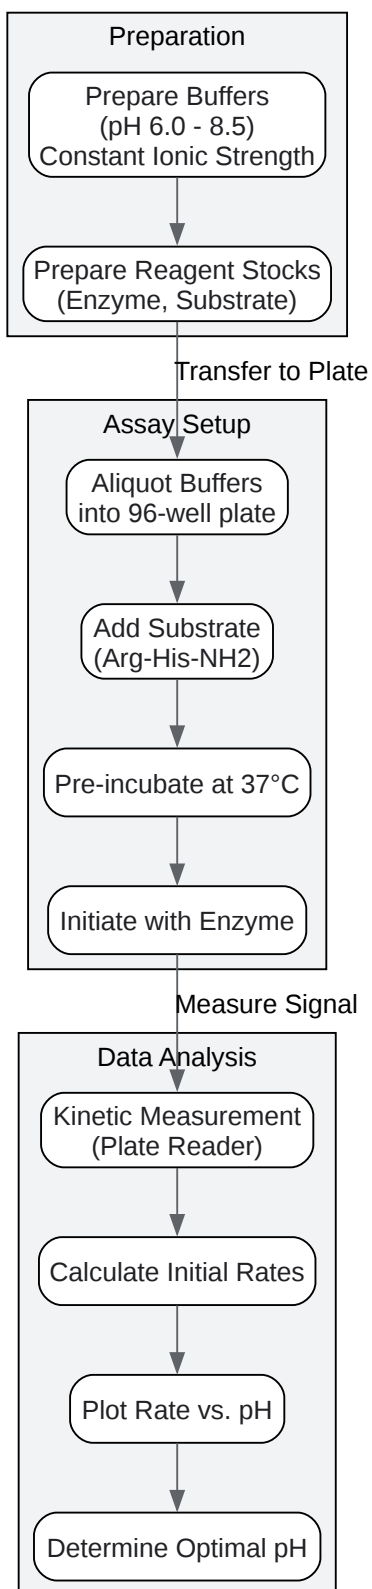 Preparation
Prepare Buffers
(pH 6.0 - 8.5)
Constant Ionic Strength
Prepare Reagent Stocks
(Enzyme, Substrate)
Transfer to Plate
Assay Setup
Aliquot Buffers
into 96-well plate
Add Substrate
(Arg-His-NH2)
Pre-incubate at 37°C
Initiate with Enzyme
Measure Signal
Data Analysis
Kinetic Measurement
(Plate Reader)
Calculate Initial Rates
Plot Rate vs. pH
Determine Optimal pH